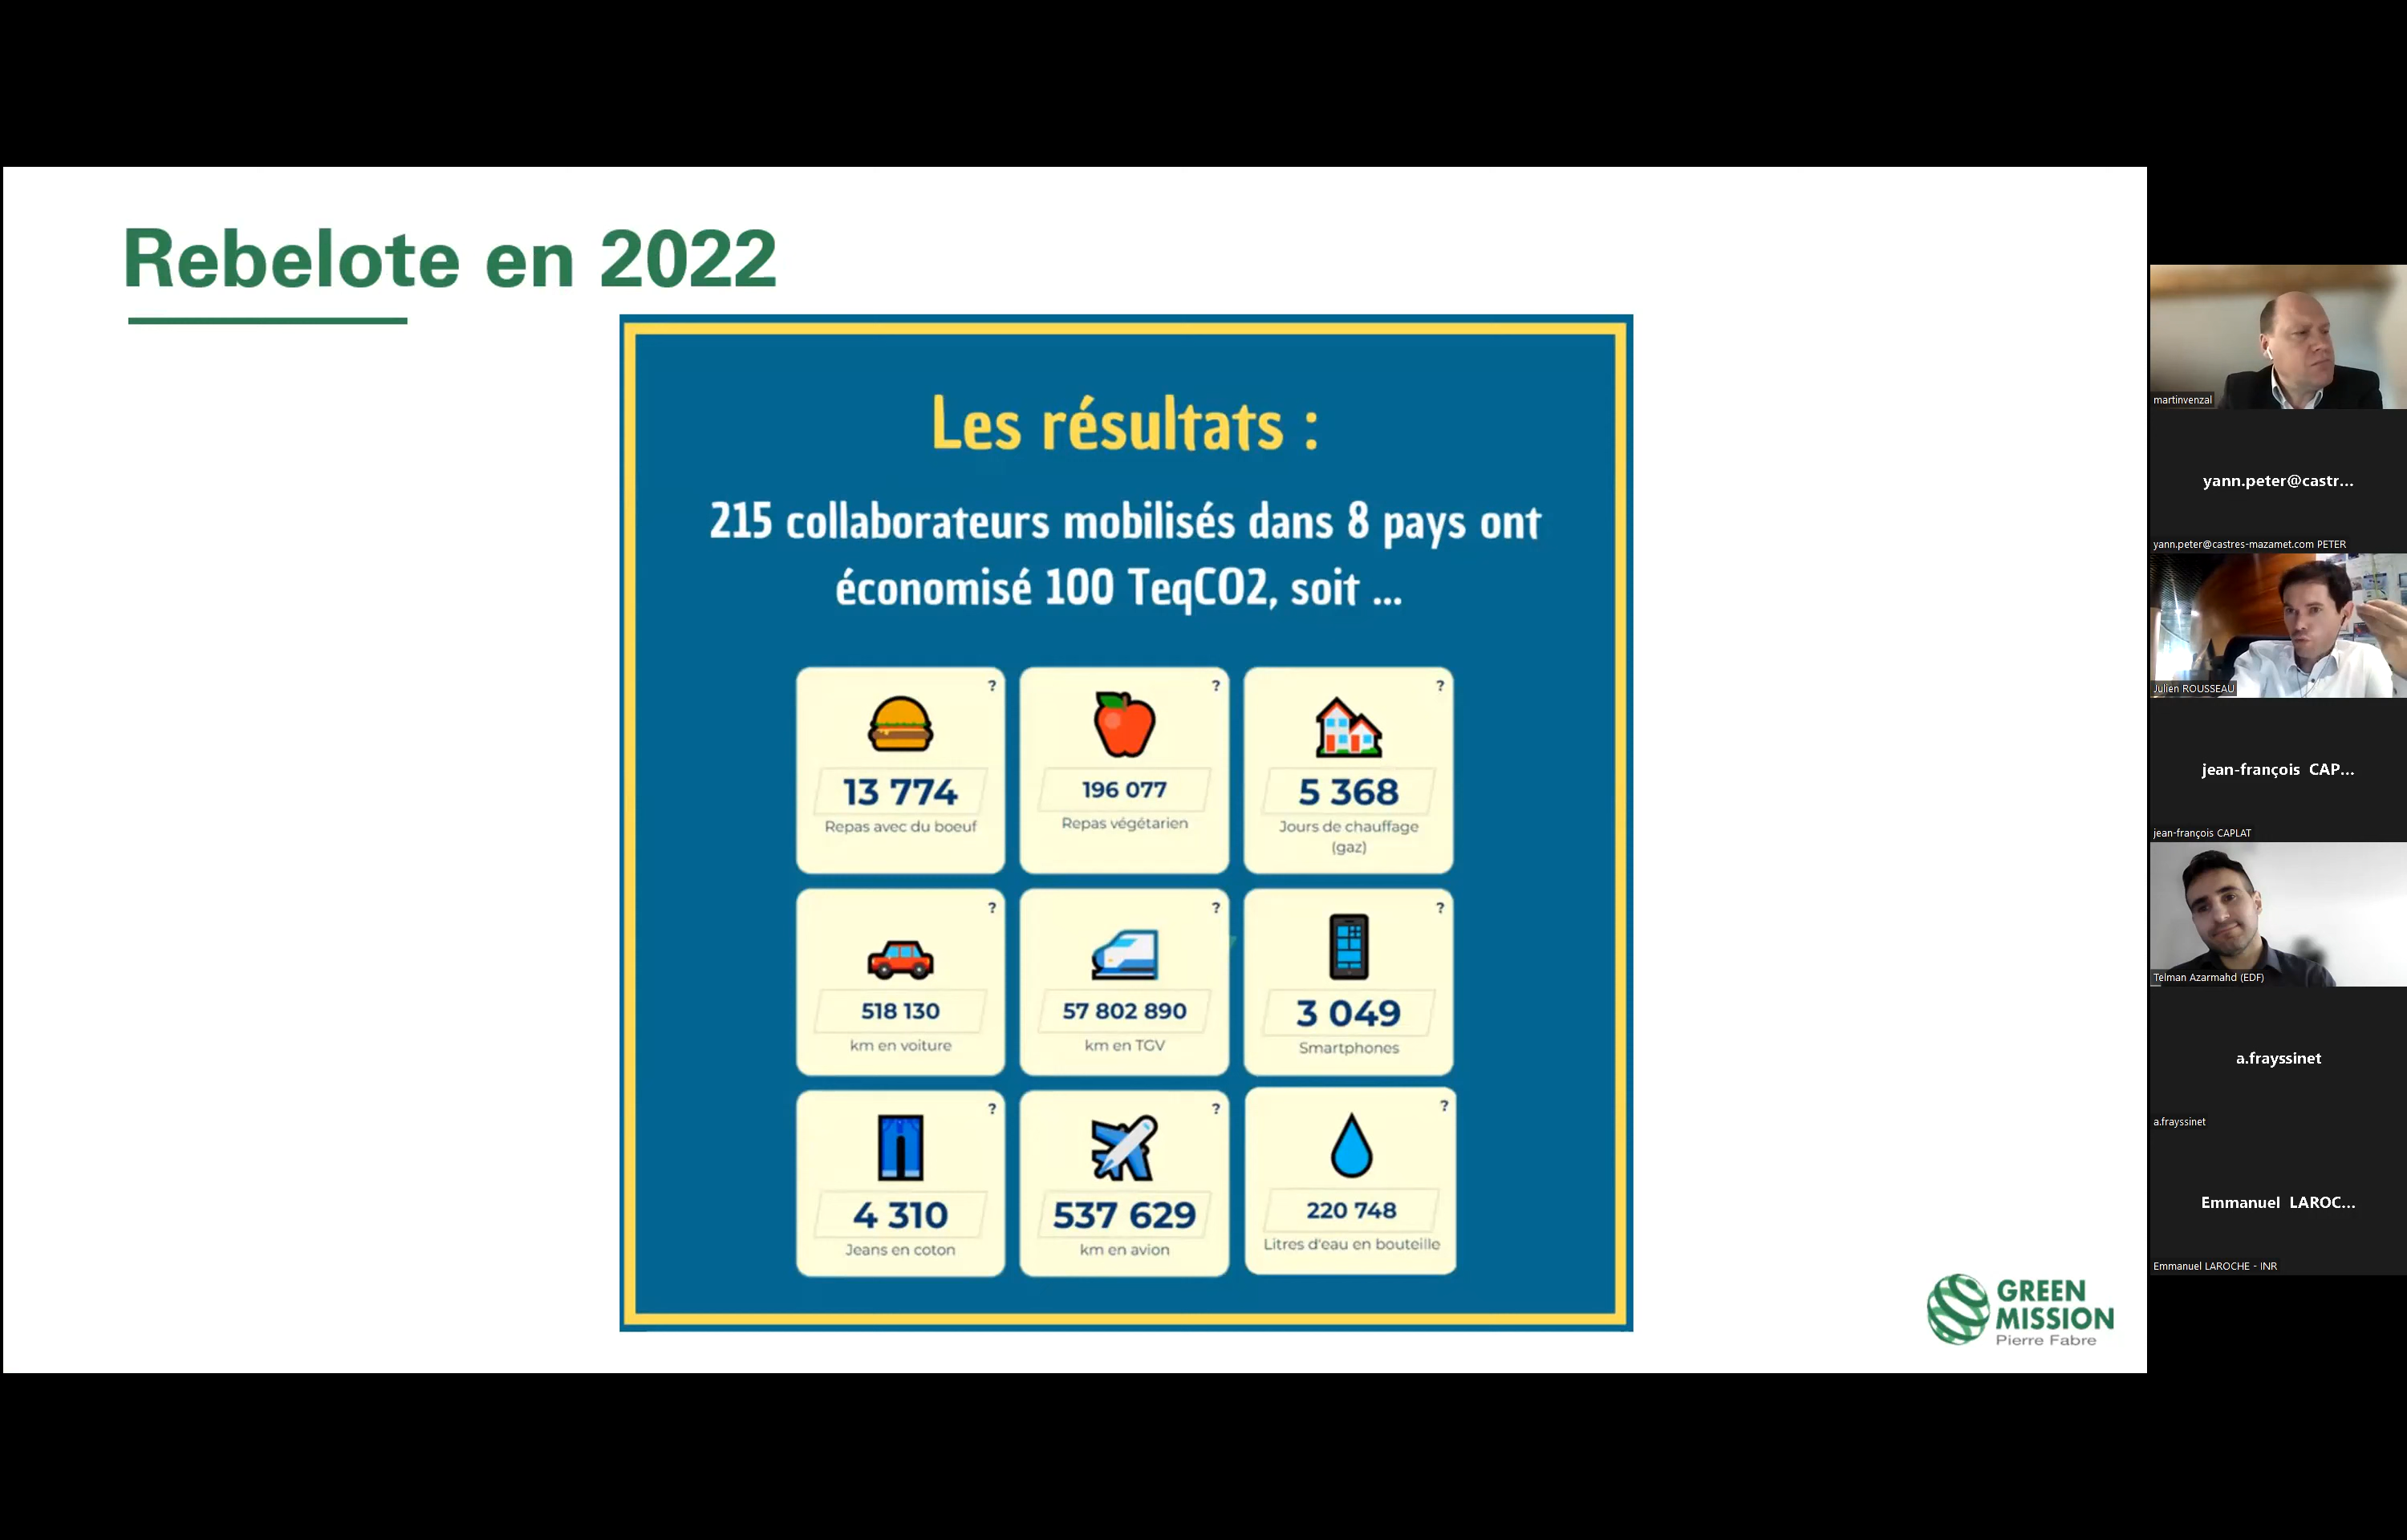 Rebelote en 2022
Les résultats :
215 collaborateurs mobilisés dans 8 pays ont
économisé 100 TeqCO2, soit ...
?
13 774
Repas avec du boeuf
?
196 077
Repas végétarien
?
5 368
Jours de chauffage
(gaz)
?
518 130
km en voiture
?
57 802 890
km en TGV
?
3 049
Smartphones
?
4 310
Jeans en coton
?
537 629
km en avion
?
220 748
Litres d'eau en bouteille
GREEN
MISSION
Pierre Fabre
martinvenzal
yann.peter@castr...
yann.peter@castres-mazamet.com PETER
Julien ROUSSEAU
jean-françois CAP...
jean-françois CAPLAT
Telman Azarmahd (EDF)
a.frayssinet
a.frayssinet
Emmanuel LAROC...
Emmanuel LAROCHE - INR